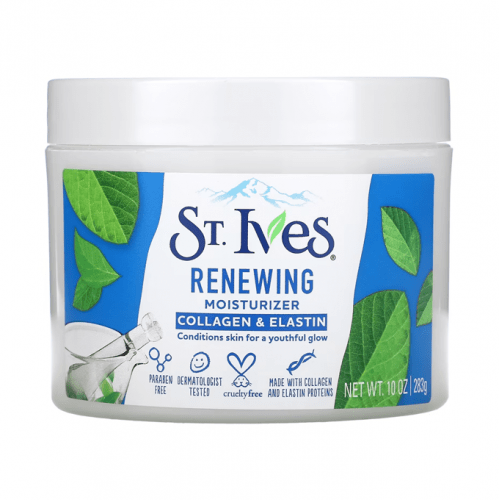 ST. IVES®
RENEWING
MOISTURIZER
COLLAGEN & ELASTIN
Conditions skin for a youthful glow
PARABEN
FREE
DERMATOLOGIST
TESTED
crueltyfree
MADE WITH COLLAGEN
AND ELASTIN PROTEINS
NET WT. 10 OZ | 283g